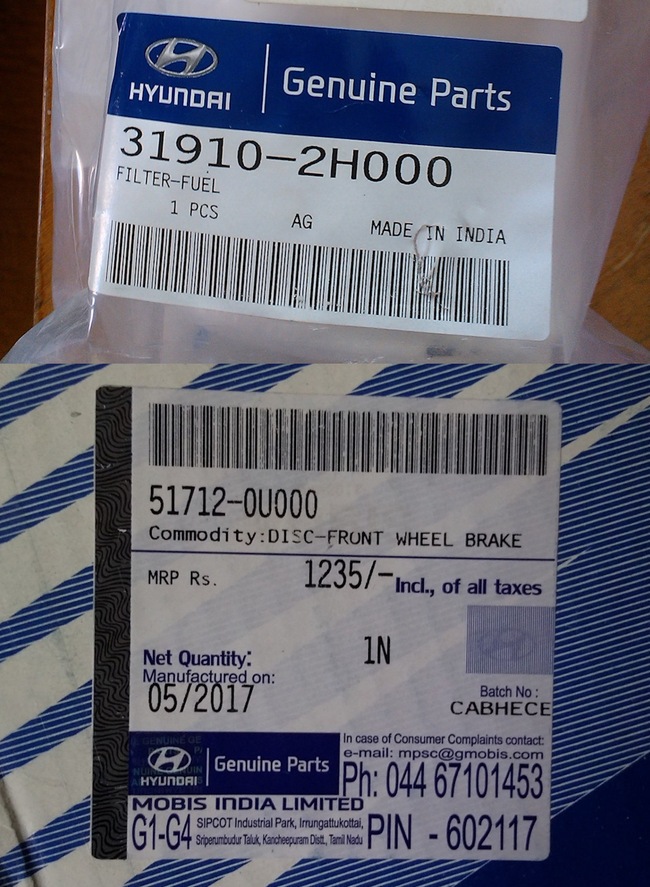 HYUNDAI
Genuine Parts
31910-2H000
FILTER-FUEL
1 PCS AG MADE IN INDIA
51712-0U000
Commodity:DISC-FRONT WHEEL BRAKE
MRP Rs. 1235/- Incl., of all taxes
Net Quantity: 1N
Manufactured on:
05/2017
Batch No :
CABHECE
HYUNDAI
Genuine Parts
In case of Consumer Complaints contact:
e-mail: mpsc@gmobis.com
Ph: 044 67101453
MOBIS INDIA LIMITED
G1-G4 SIPCOT Industrial Park, Irrungattukottai,
Sriperumbudur Taluk, Kancheepuram Distt., Tamil Nadu
PIN - 602117